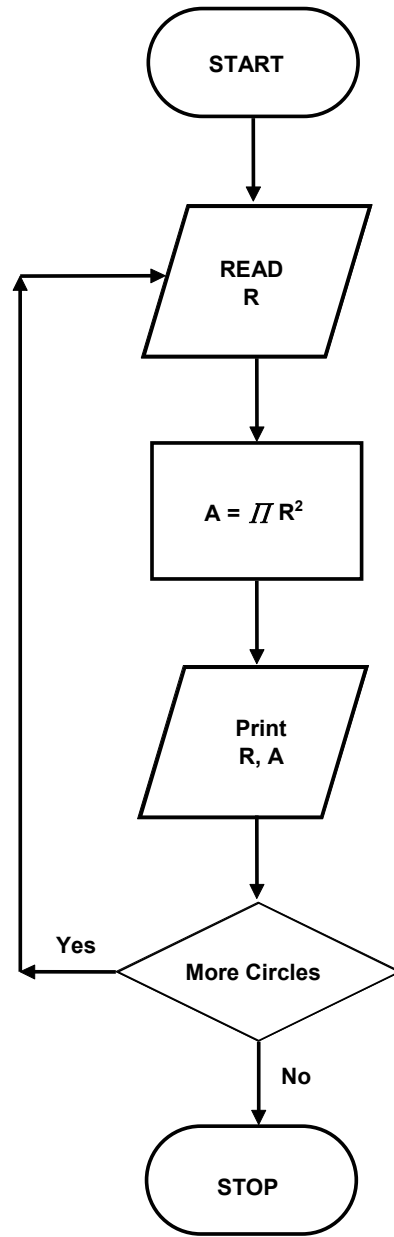 START
READ
R
A = Π R²
Print
R, A
Yes
More Circles
No
STOP